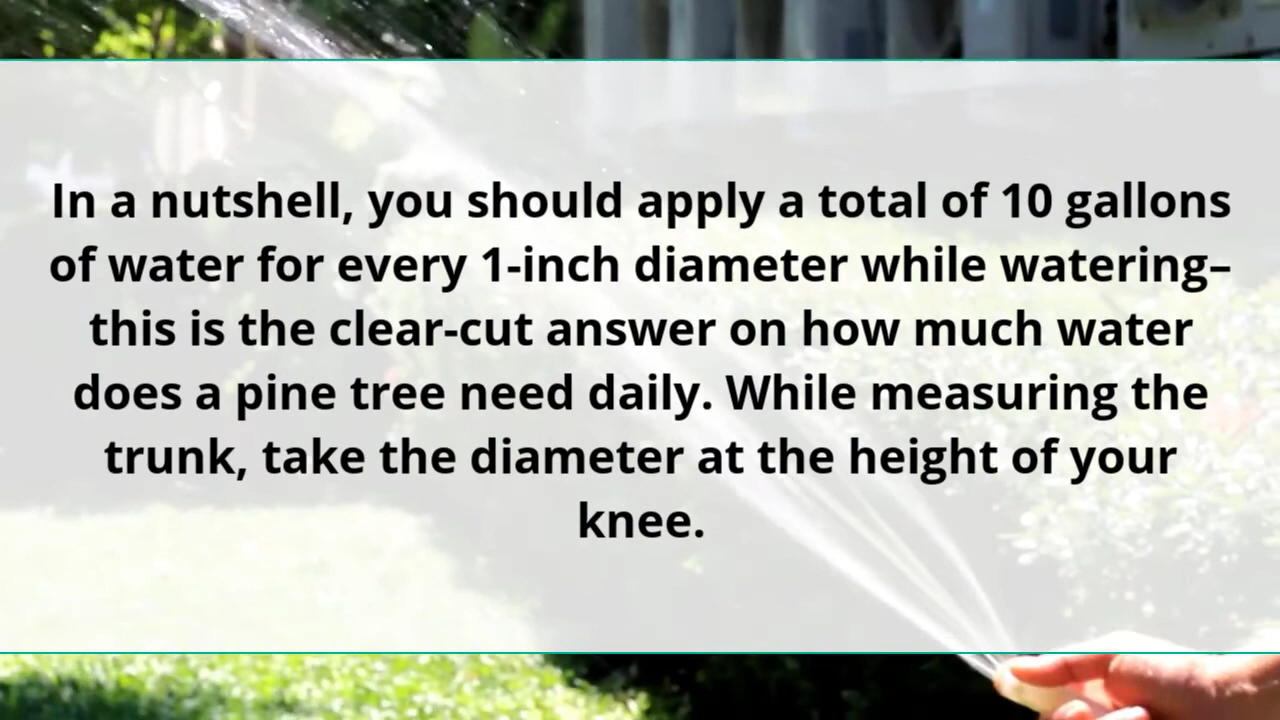 In a nutshell, you should apply a total of 10 gallons
of water for every 1-inch diameter while watering–
this is the clear-cut answer on how much water
does a pine tree need daily. While measuring the
trunk, take the diameter at the height of your
knee.